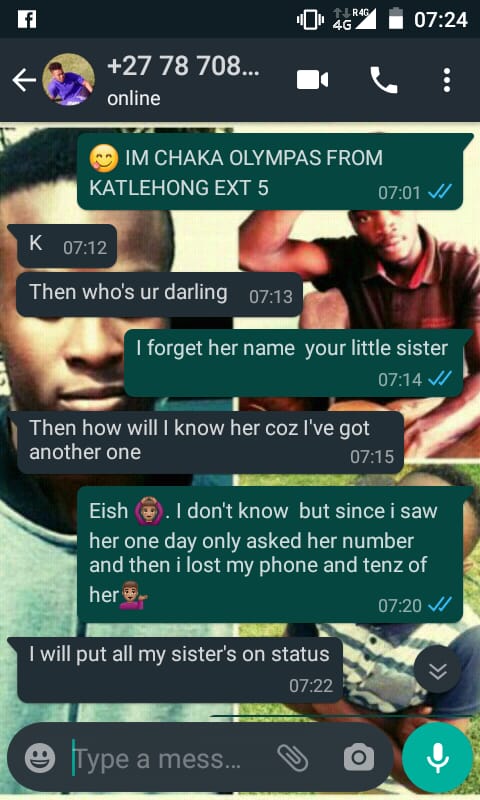 R4G
4G
07:24
+27 78 708...
online
😋 IM CHAKA OLYMPAS FROM
KATLEHONG EXT 5
07:01
K
07:12
Then who's ur darling
07:13
I forget her name  your little sister
07:14
Then how will I know her coz I've got
another one
07:15
Eish 🙆🏽‍♂️. I don't know  but since i saw
her one day only asked her number
and then i lost my phone and tenz of
her💁🏽‍♂️
07:20
I will put all my sister's on status
07:22
Type a mess...